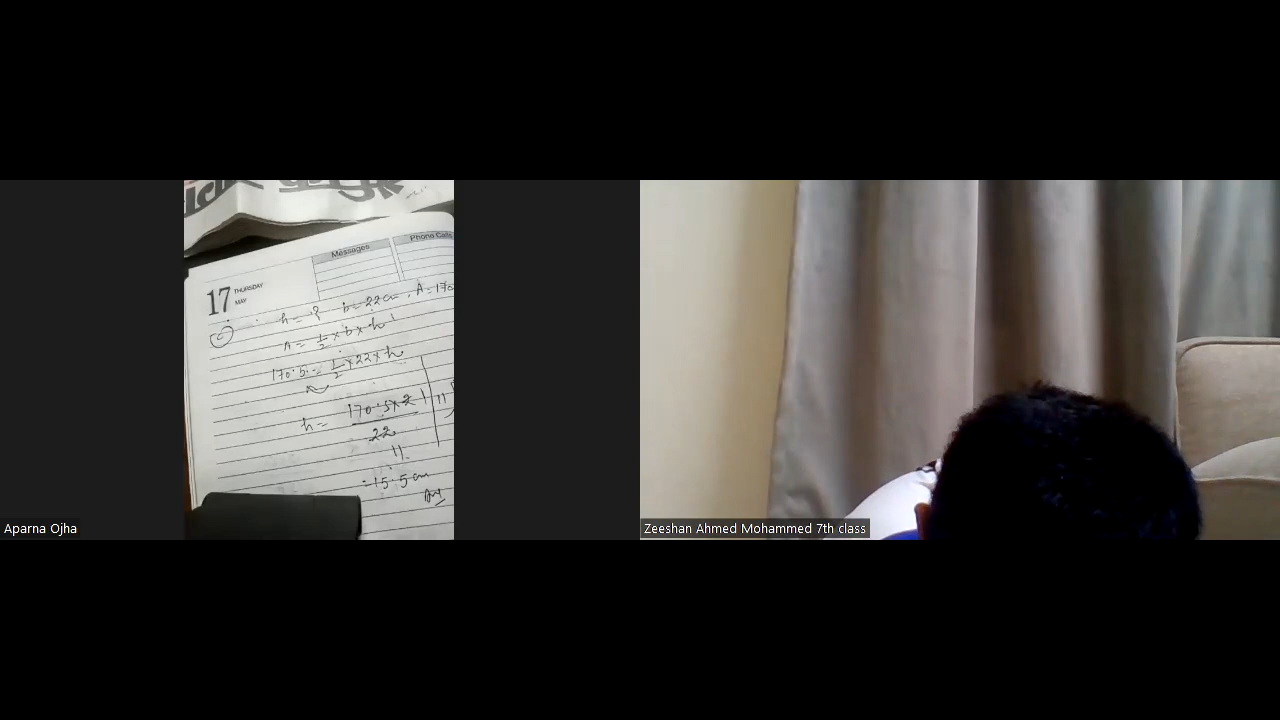 Messages
Phone Calls
17 THURSDAY
MAY
c) h = ? b = 22 cm, A = 170
A = 1/2 × b × h
170.5 = 1/2 × 22 × h
h = 170.5 × 2 / 22
11
= 15.5 cm
Ans
Aparna Ojha
Zeeshan Ahmed Mohammed 7th class